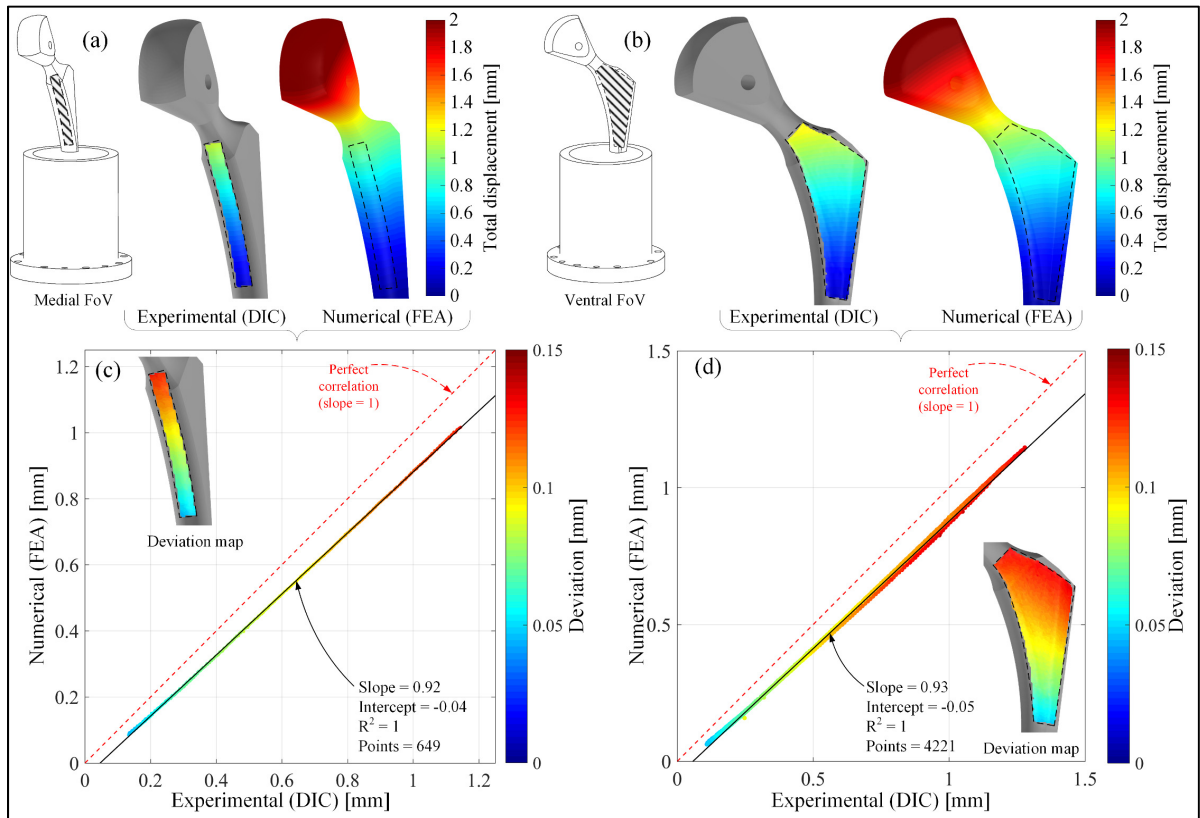 (a)
Medial FoV
Experimental (DIC)
Numerical (FEA)
2
1.8
1.6
1.4
1.2
1
0.8
0.6
0.4
0.2
0
Total displacement [mm]
(b)
Ventral FoV
Experimental (DIC)
Numerical (FEA)
2
1.8
1.6
1.4
1.2
1
0.8
0.6
0.4
0.2
0
Total displacement [mm]
(c)
Deviation map
Perfect
correlation
(slope = 1)
Slope = 0.92
Intercept = -0.04
R² = 1
Points = 649
1.2
1
0.8
0.6
0.4
0.2
0
Numerical (FEA) [mm]
0
0.2
0.4
0.6
0.8
1
1.2
Experimental (DIC) [mm]
0.15
0.1
0.05
0
Deviation [mm]
(d)
Perfect
correlation
(slope = 1)
Slope = 0.93
Intercept = -0.05
R² = 1
Points = 4221
Deviation map
1.5
1
0.5
0
Numerical (FEA) [mm]
0
0.5
1
1.5
Experimental (DIC) [mm]
0.15
0.1
0.05
0
Deviation [mm]